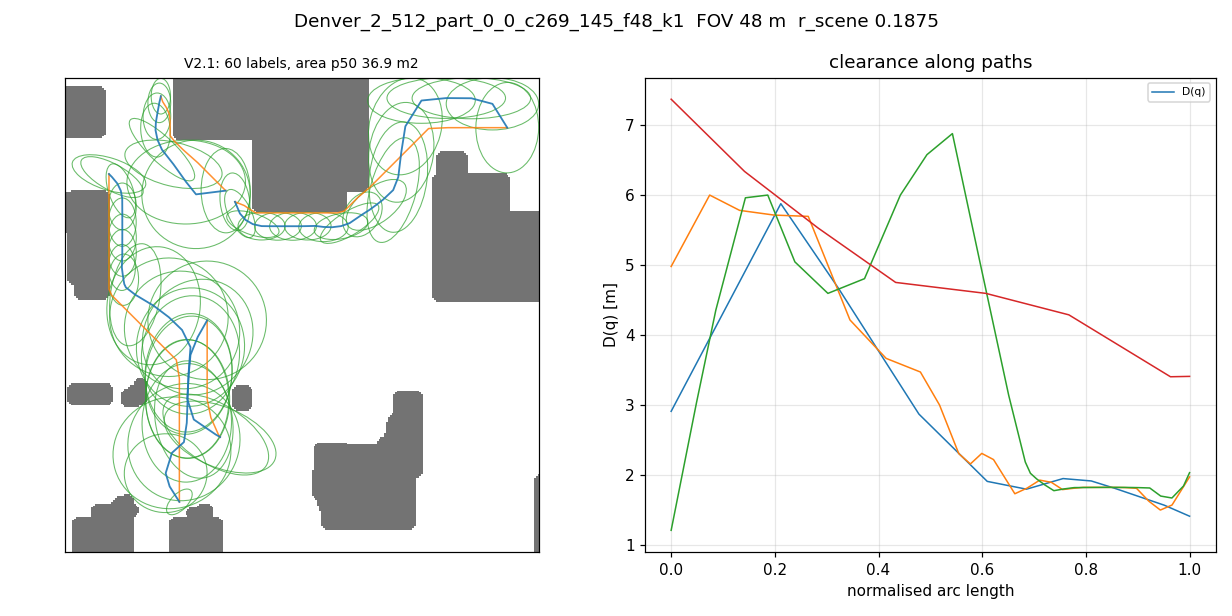 Denver_2_512_part_0_0_c269_145_f48_k1  FOV 48 m  r_scene 0.1875
V2.1: 60 labels, area p50 36.9 m2
clearance along paths
D(q)
7
6
5
4
3
2
1
D(q) [m]
0.0 0.2 0.4 0.6 0.8 1.0
normalised arc length